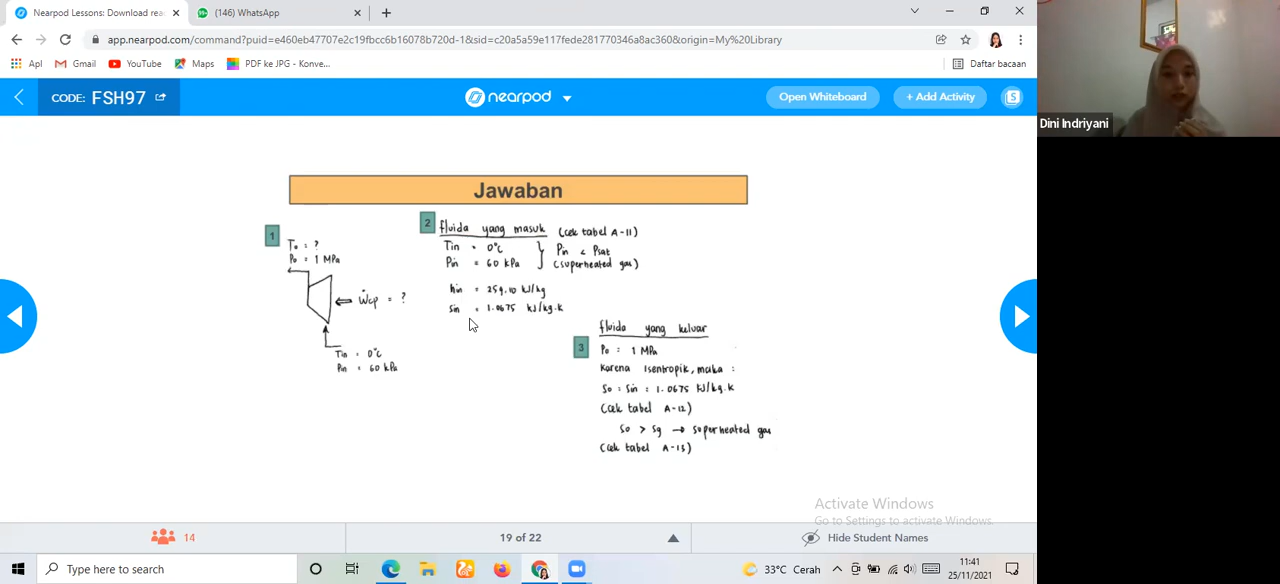 Nearpod Lessons: Download rea
(146) WhatsApp
app.nearpod.com/command?puid=e460eb47707e2c19fbcc6b16078b720d-1&sid=c20a5a59e117fede281770346a8ac360&origin=My%20Library
Apl
Gmail
YouTube
Maps
PDF ke JPG - Konve...
Daftar bacaan
CODE: FSH97
nearpod
Open Whiteboard
+ Add Activity
S
Dini Indriyani
Jawaban
1
To = ?
Po = 1 MPa
Ẇcp = ?
Tin = 0°C
Pin = 60 kPa
2
fluida yang masuk (cek tabel A-11)
Tin = 0°C } Pin < Psat
Pin = 60 kPa (superheated gas)
hin = 259.10 kJ/kg
sin = 1.0675 kJ/kg.K
3
fluida yang keluar
Po = 1 MPa
karena isentropik, maka :
so = sin = 1.0675 kJ/kg.K
(cek tabel A-12)
so > sg → superheated gas
(cek tabel A-13)
Activate Windows
Go to Settings to activate Windows.
14
19 of 22
Hide Student Names
Type here to search
33°C Cerah
11:41
25/11/2021